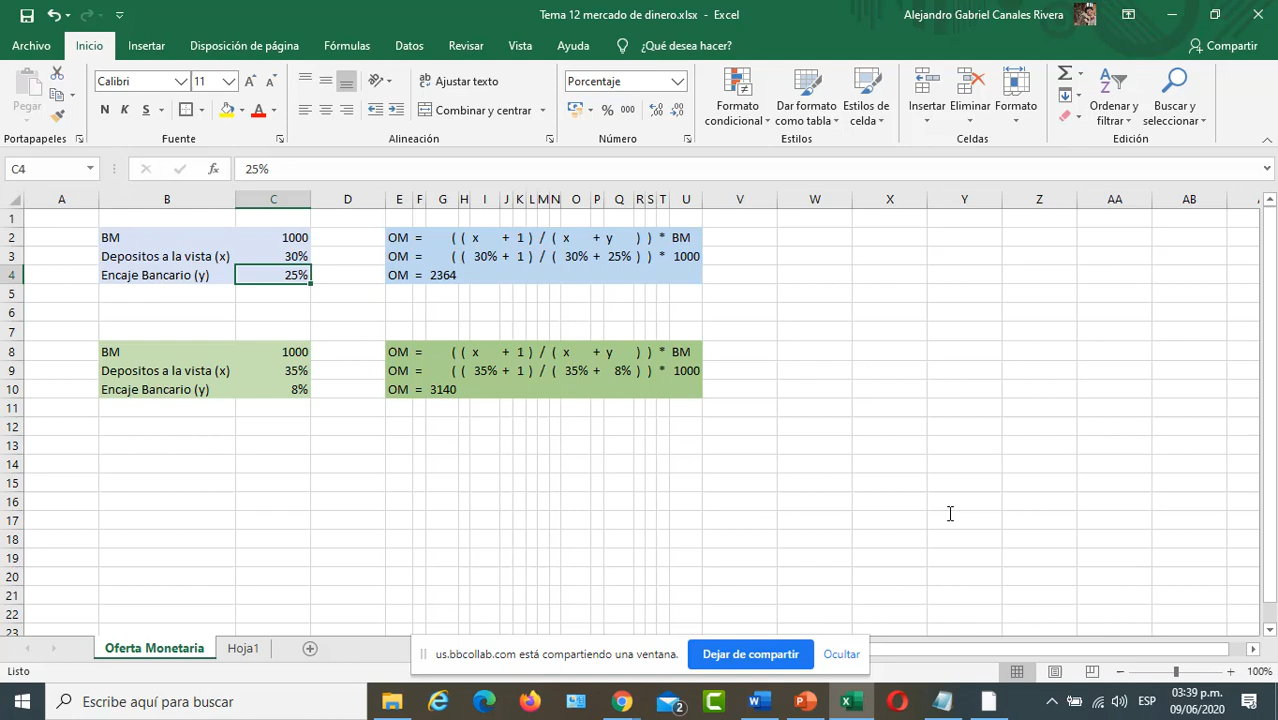 Tema 12 mercado de dinero.xlsx - Excel
Alejandro Gabriel Canales Rivera
Archivo Inicio Insertar Disposición de página Fórmulas Datos Revisar Vista Ayuda ¿Qué desea hacer? Compartir
Pegar
Calibri 11
N K S
Ajustar texto
Combinar y centrar
Porcentaje
% 000
Formato condicional
Dar formato como tabla
Estilos de celda
Insertar Eliminar Formato
Ordenar y filtrar
Buscar y seleccionar
Portapapeles Fuente Alineación Número Estilos Celdas Edición
C4 fx 25%
A B C D E F G H I J K L M N O P Q R S T U V W X Y Z AA AB
1
2 BM 1000 OM = ( ( x + 1 ) / ( x + y ) ) * BM
3 Depositos a la vista (x) 30% OM = ( ( 30% + 1 ) / ( 30% + 25% ) ) * 1000
4 Encaje Bancario (y) 25% OM = 2364
5
6
7
8 BM 1000 OM = ( ( x + 1 ) / ( x + y ) ) * BM
9 Depositos a la vista (x) 35% OM = ( ( 35% + 1 ) / ( 35% + 8% ) ) * 1000
10 Encaje Bancario (y) 8% OM = 3140
11
12
13
14
15
16
17
18
19
20
21
22
23
Oferta Monetaria Hoja1
us.bbcollab.com está compartiendo una ventana. Dejar de compartir Ocultar
Listo 100%
Escribe aquí para buscar
2
ESP
03:39 p.m.
09/06/2020